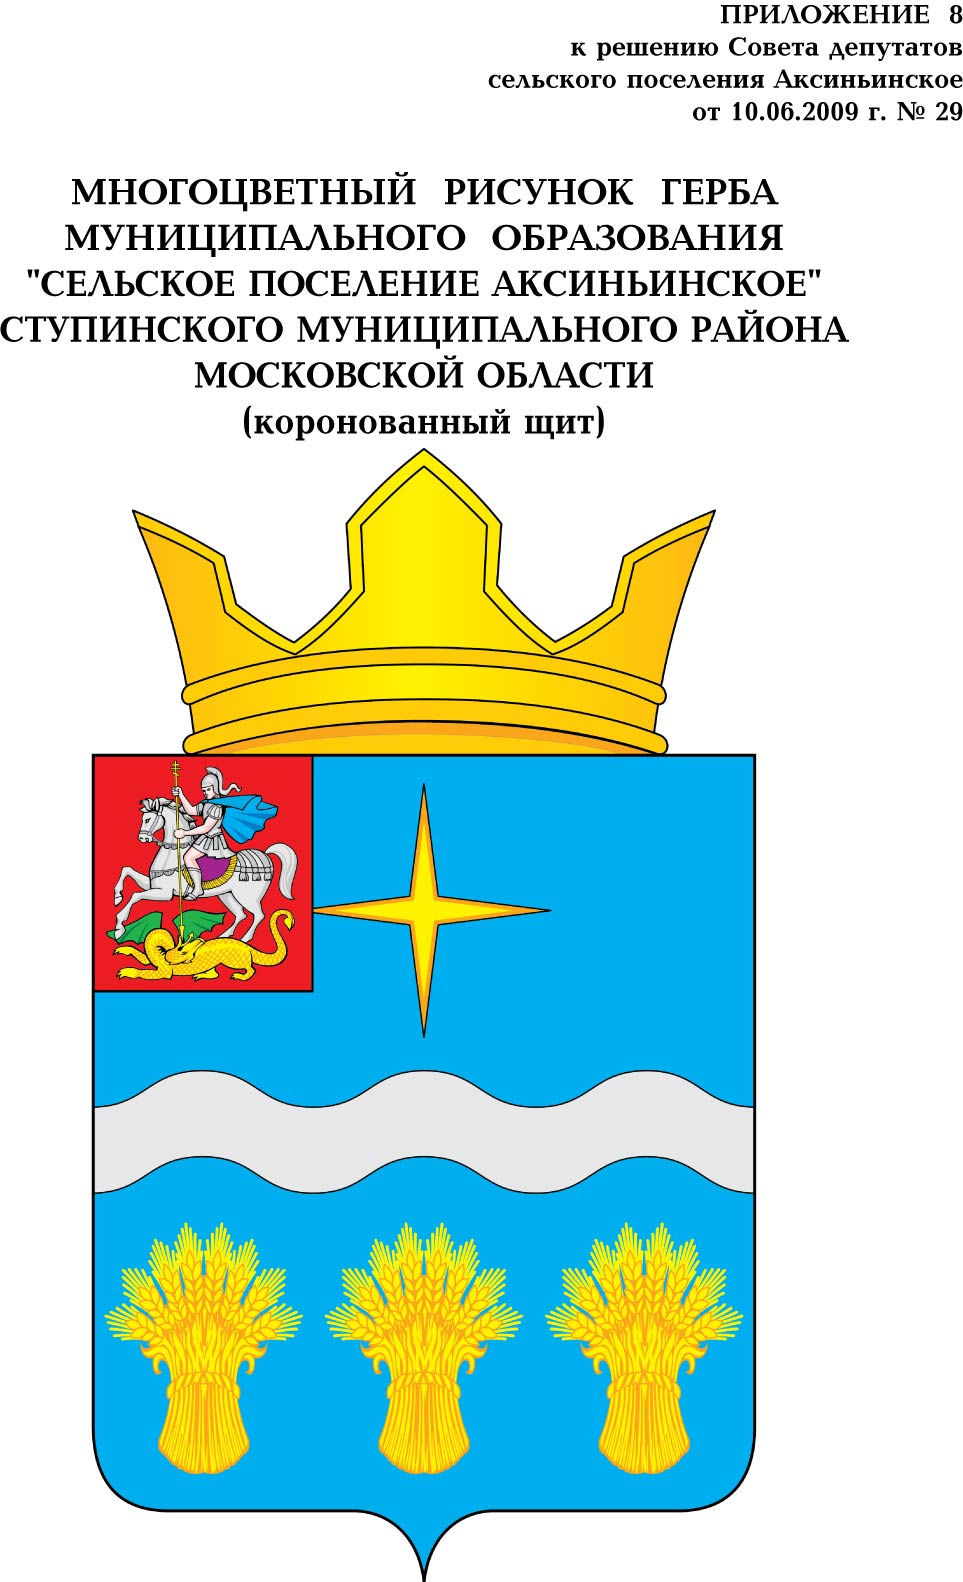 ПРИЛОЖЕНИЕ 8
к решению Совета депутатов
сельского поселения Аксиньинское
от 10.06.2009 г. № 29
МНОГОЦВЕТНЫЙ РИСУНОК ГЕРБА
МУНИЦИПАЛЬНОГО ОБРАЗОВАНИЯ
"СЕЛЬСКОЕ ПОСЕЛЕНИЕ АКСИНЬИНСКОЕ"
СТУПИНСКОГО МУНИЦИПАЛЬНОГО РАЙОНА
МОСКОВСКОЙ ОБЛАСТИ
(коронованный щит)